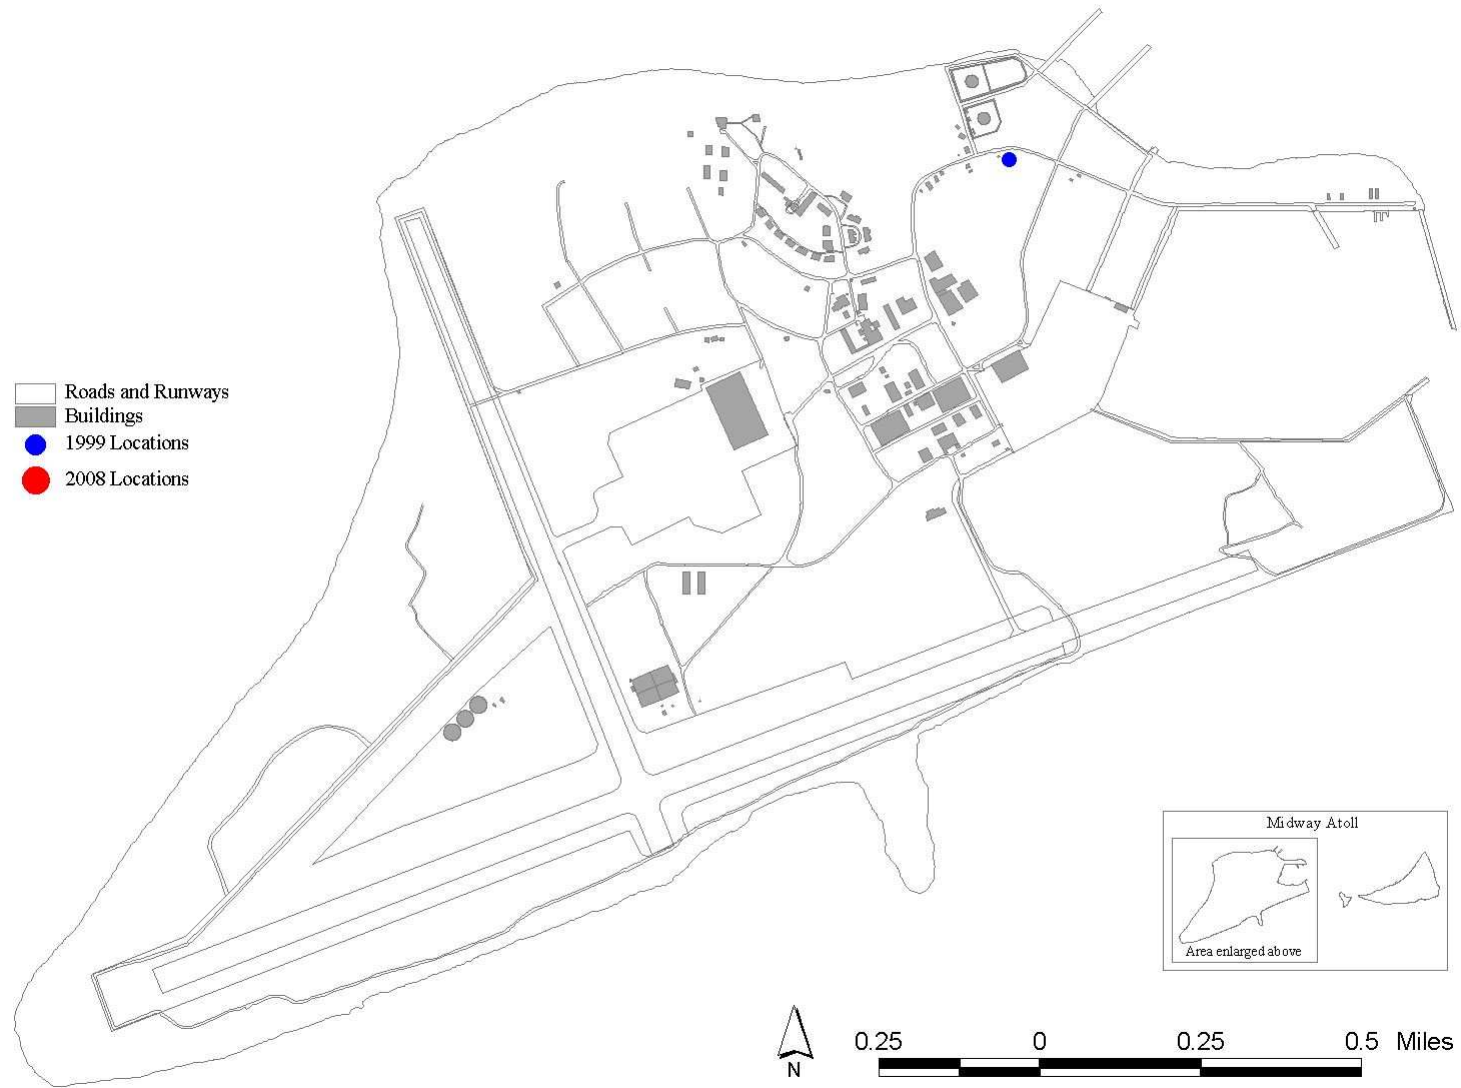 Roads and Runways
Buildings
1999 Locations
2008 Locations
Midway Atoll
Area enlarged above
N
0.25 0 0.25 0.5 Miles